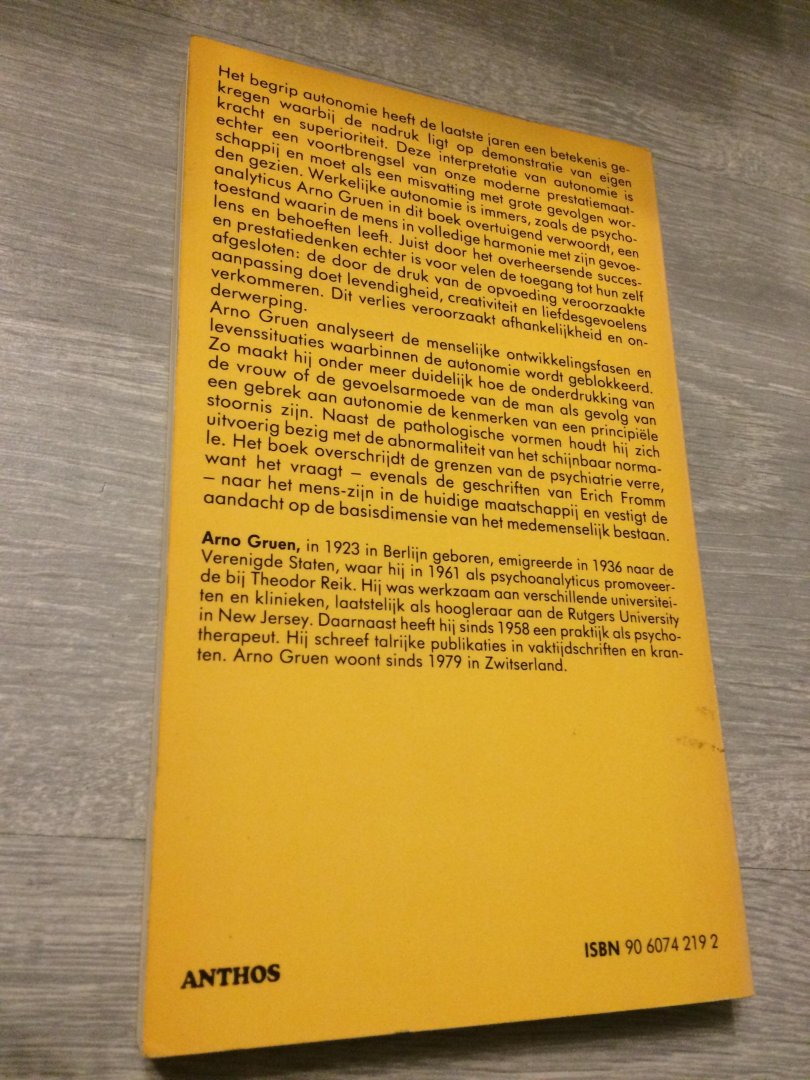 Het begrip autonomie heeft de laatste jaren een betekenis ge-
kregen waarbij de nadruk ligt op demonstratie van eigen
kracht en superioriteit. Deze interpretatie van autonomie is
echter een voortbrengsel van onze moderne prestatiemaat-
schappij en moet als een misvatting met grote gevolgen wor-
den gezien. Werkelijke autonomie is immers, zoals de psycho-
analyticus Arno Gruen in dit boek overtuigend verwoordt, een
toestand waarin de mens in volledige harmonie met zijn gevoe-
lens en behoeften leeft. Juist door het overheersende succes-
en prestatiedenken echter is voor velen de toegang tot hun zelf
afgesloten: de door de druk van de opvoeding veroorzaakte
aanpassing doet levendigheid, creativiteit en liefdesgevoelens
verkommeren. Dit verlies veroorzaakt afhankelijkheid en on-
derwerping.
Arno Gruen analyseert de menselijke ontwikkelingsfasen en
levenssituaties waarbinnen de autonomie wordt geblokkeerd.
Zo maakt hij onder meer duidelijk hoe de onderdrukking van
de vrouw of de gevoelsarmoede van de man als gevolg van
een gebrek aan autonomie de kenmerken van een principiële
stoornis zijn. Naast de pathologische vormen houdt hij zich
uitvoerig bezig met de abnormaliteit van het schijnbaar norma-
le. Het boek overschrijdt de grenzen van de psychiatrie verre,
want het vraagt – evenals de geschriften van Erich Fromm
– naar het mens-zijn in de huidige maatschappij en vestigt de
aandacht op de basisdimensie van het medemenselijk bestaan.
Arno Gruen, in 1923 in Berlijn geboren, emigreerde in 1936 naar de
Verenigde Staten, waar hij in 1961 als psychoanalyticus promoveer-
de bij Theodor Reik. Hij was werkzaam aan verschillende universitei-
ten en klinieken, laatstelijk als hoogleraar aan de Rutgers University
in New Jersey. Daarnaast heeft hij sinds 1958 een praktijk als psycho-
therapeut. Hij schreef talrijke publikaties in vaktijdschriften en kran-
ten. Arno Gruen woont sinds 1979 in Zwitserland.
ISBN 90 6074 219 2
ANTHOS